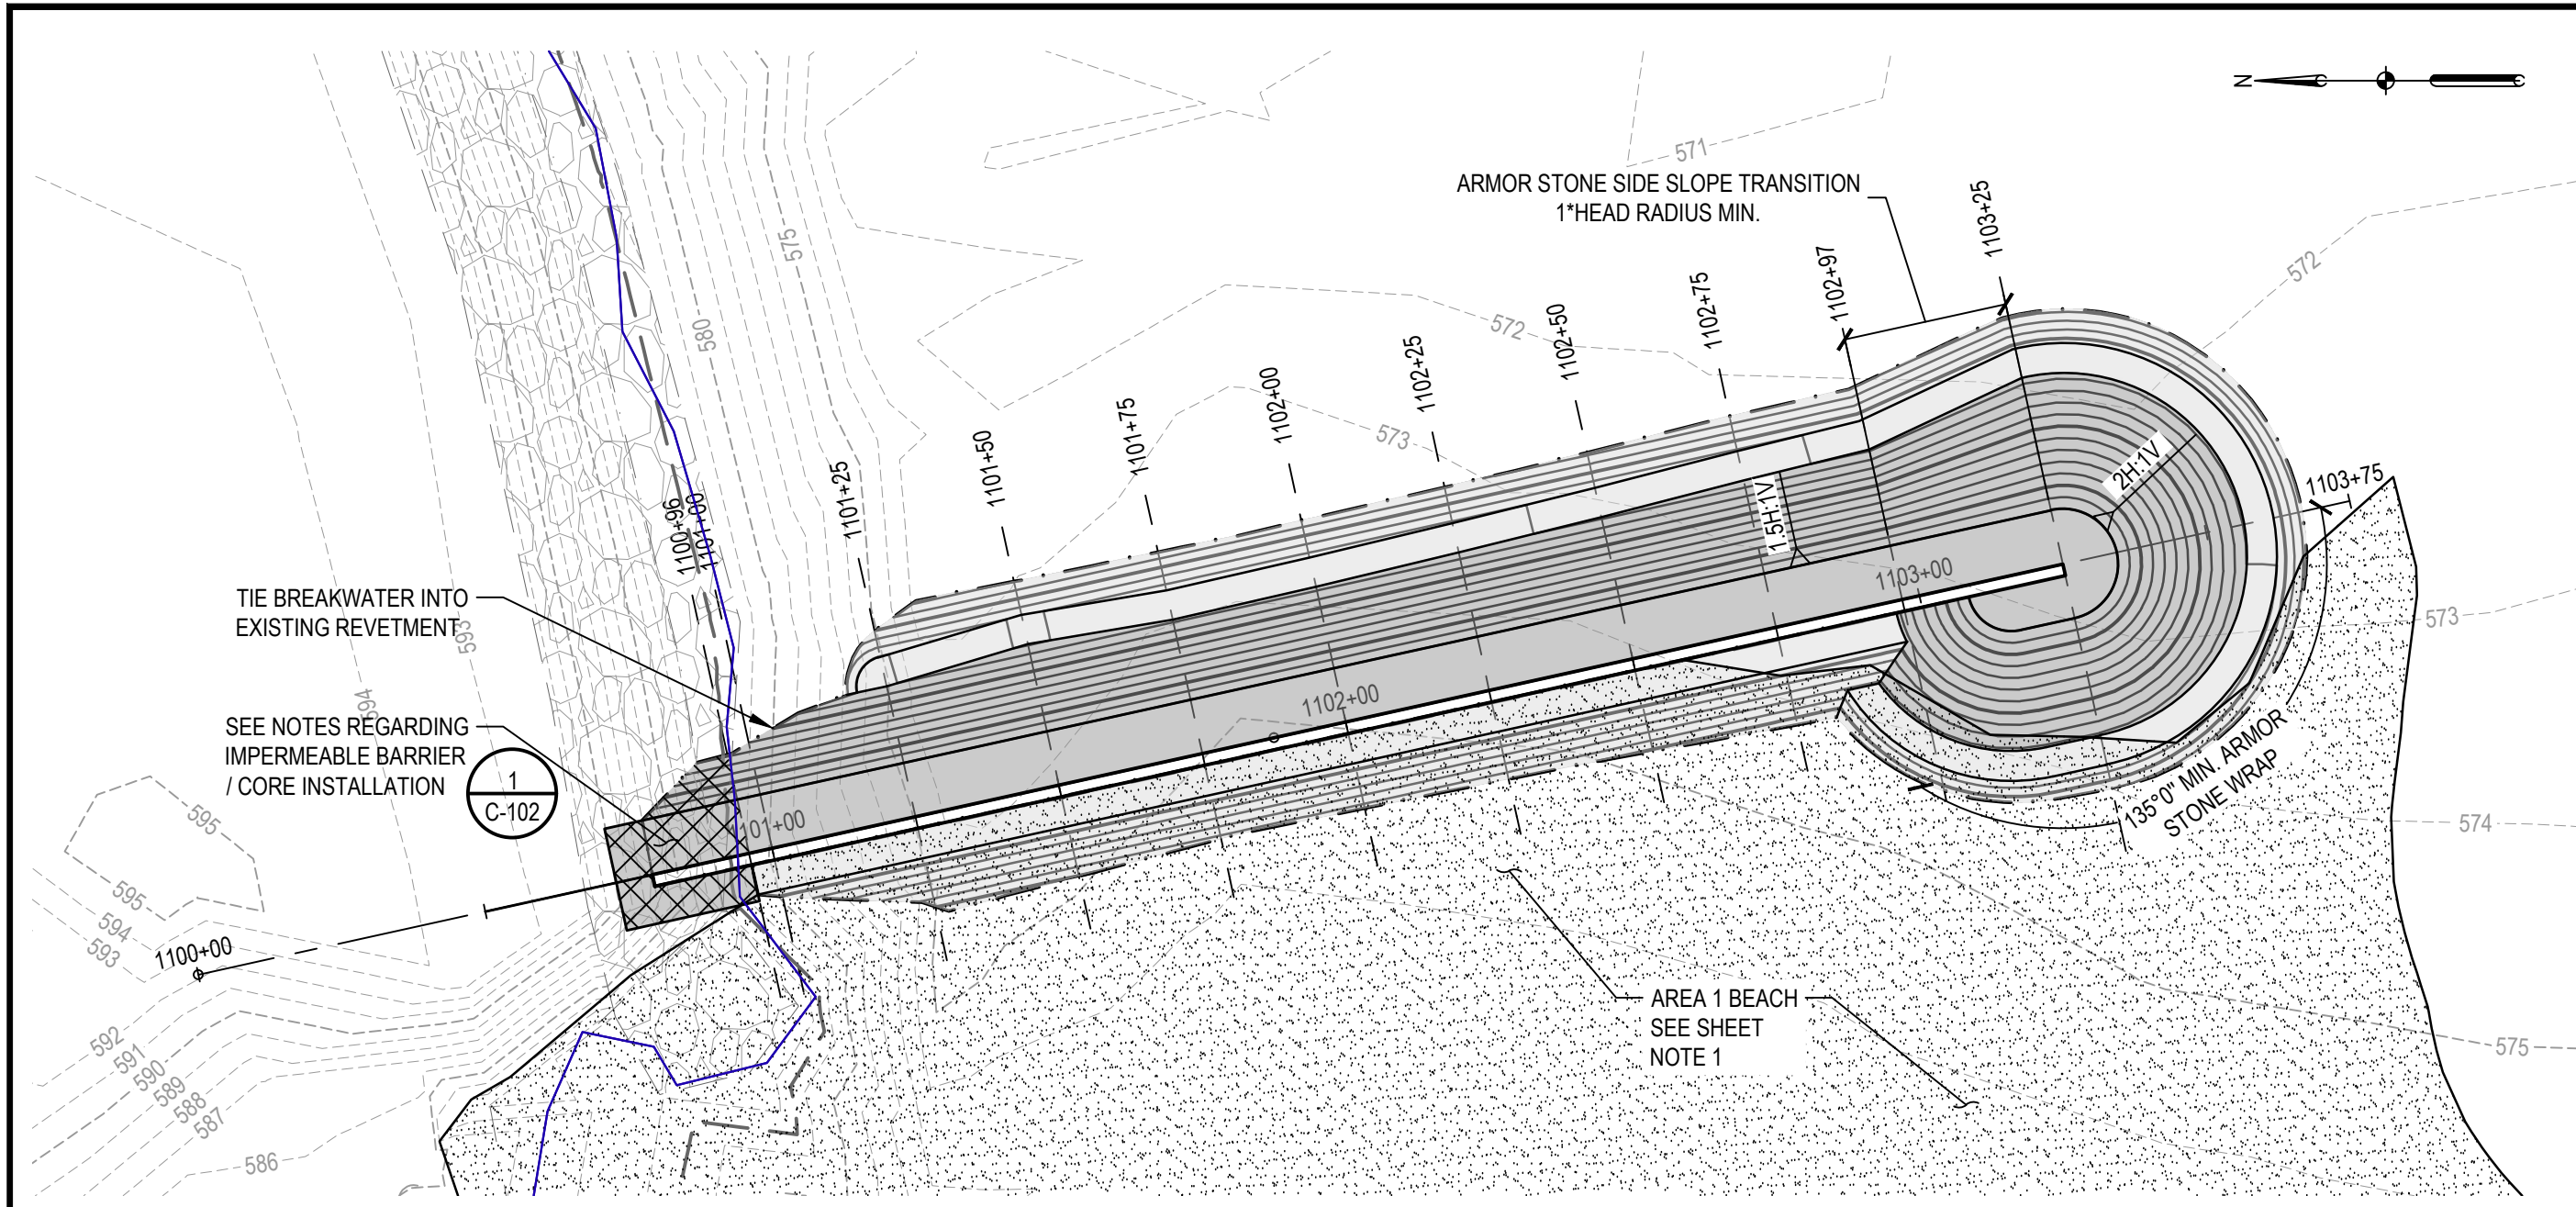 N
571
ARMOR STONE SIDE SLOPE TRANSITION
1*HEAD RADIUS MIN.
1103+25
1102+97
1102+75
1102+50
1102+25
1102+00
1101+75
1101+50
1101+25
1100+96
1101+00
575
580
572
572
573
2H:1V
1.5H:1V
1103+75
1103+00
1102+00
101+00
TIE BREAKWATER INTO
EXISTING REVETMENT
593
594
SEE NOTES REGARDING
IMPERMEABLE BARRIER
/ CORE INSTALLATION
1
C-102
573
574
575
135°0" MIN. ARMOR
STONE WRAP
AREA 1 BEACH
SEE SHEET
NOTE 1
1100+00
595
595
594
593
592
591
590
589
588
587
586